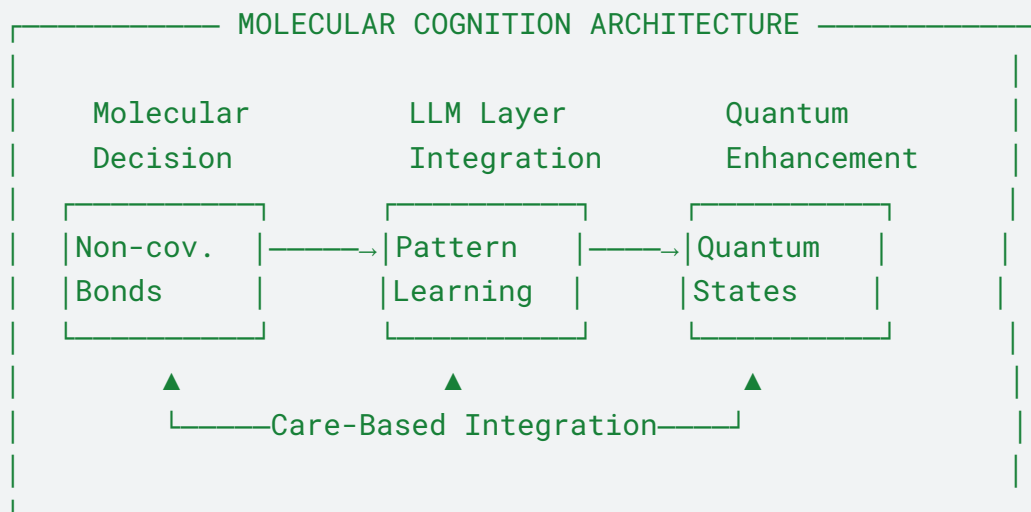 MOLECULAR COGNITION ARCHITECTURE
Molecular LLM Layer Quantum
Decision Integration Enhancement
Non-cov. Pattern Quantum
Bonds Learning States
Care-Based Integration